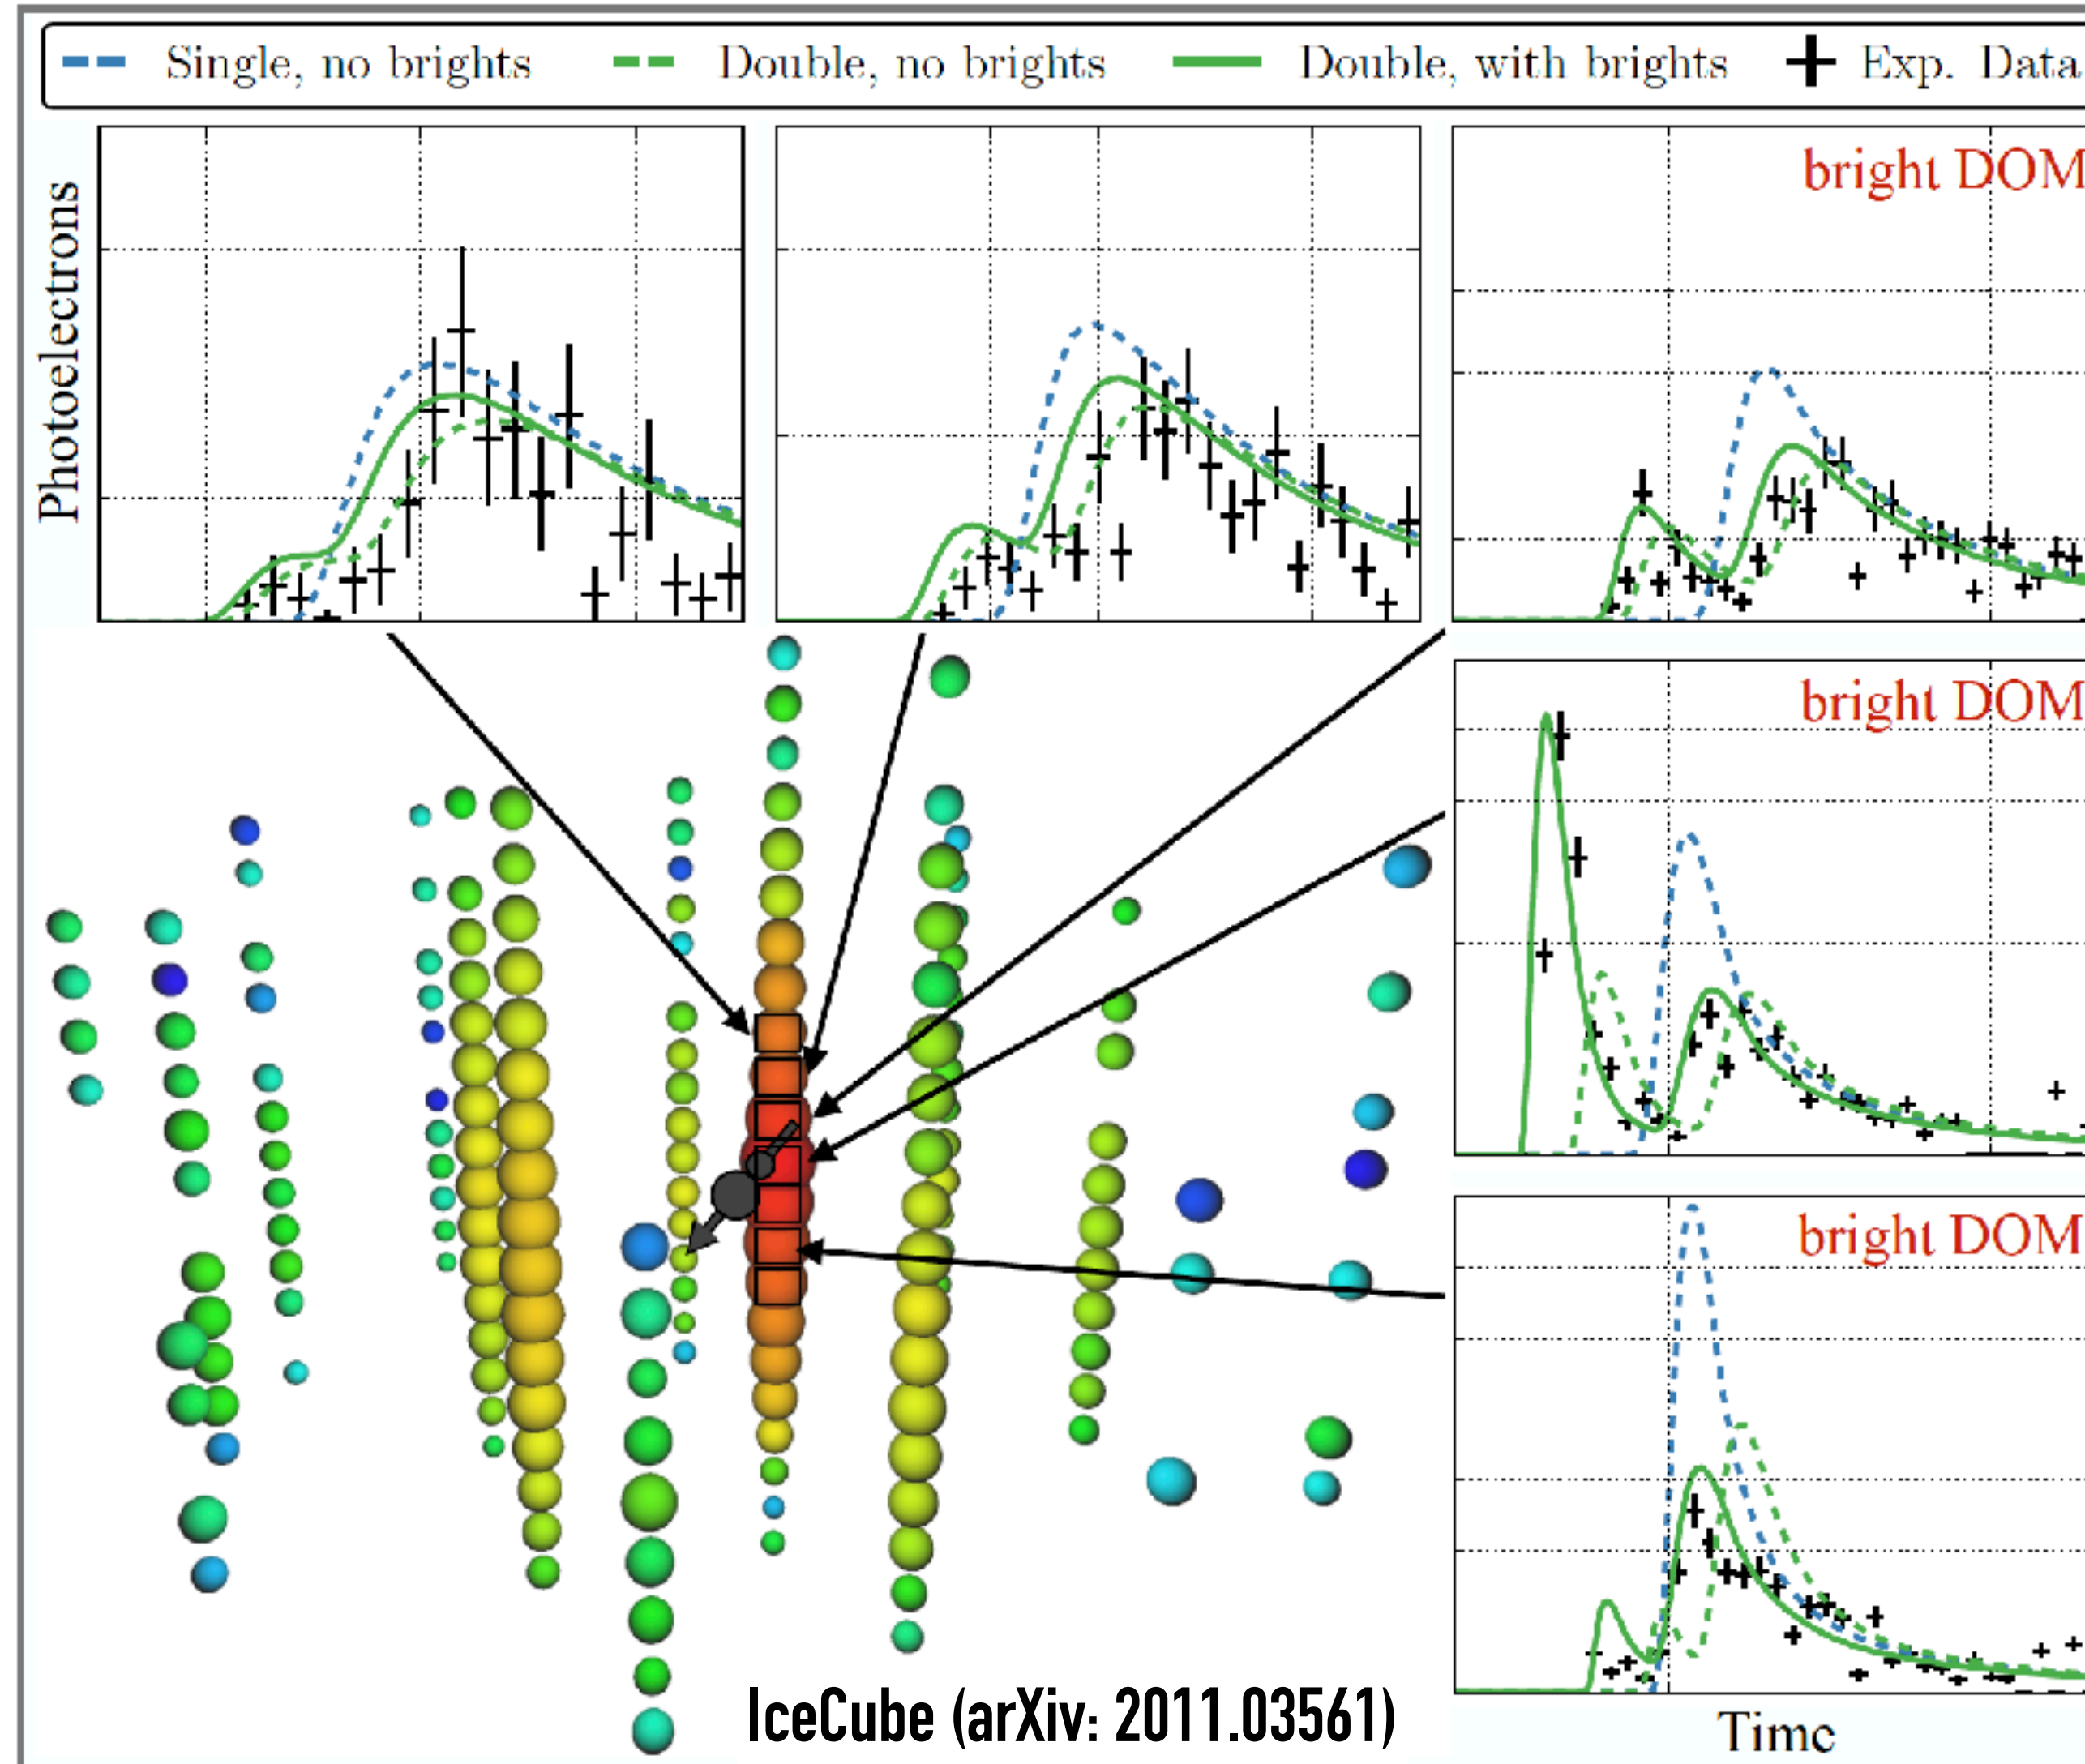 Single, no brights Double, no brights Double, with brights Exp. Data
Photoelectrons
bright DOM
bright DOM
bright DOM
IceCube (arXiv: 2011.03561)
Time